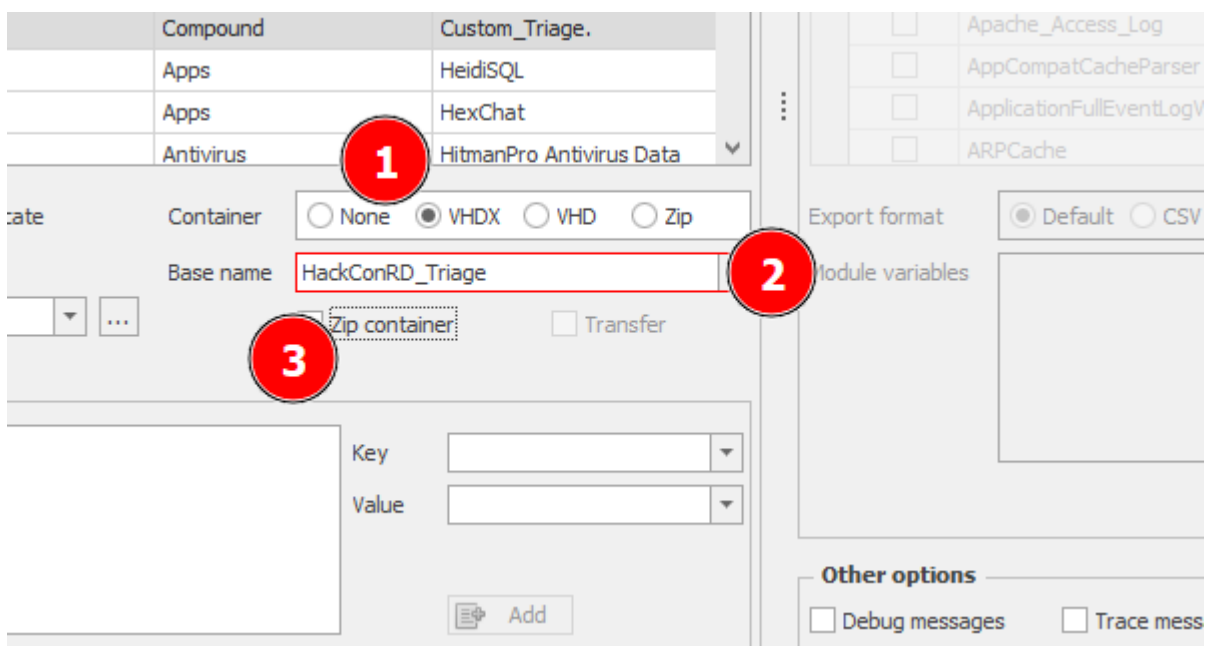 Compound Custom_Triage. Apache_Access_Log
Apps HeidiSQL AppCompatCacheParser
Apps HexChat ApplicationFullEventLogV
Antivirus HitmanPro Antivirus Data ARPCache
1
cate Container None VHDX VHD Zip Export format Default CSV
Base name HackConRD_Triage 2 Module variables
... Zip container Transfer
3
Key
Value
Add
Other options
Debug messages Trace mess